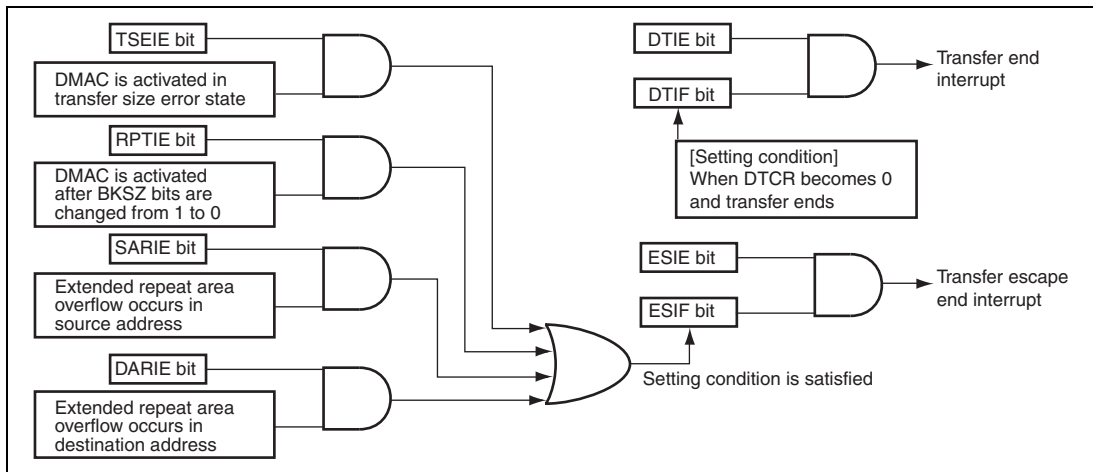 TSEIE bit
DMAC is activated in
transfer size error state
RPTIE bit
DMAC is activated
after BKSZ bits are
changed from 1 to 0
SARIE bit
Extended repeat area
overflow occurs in
source address
DARIE bit
Extended repeat area
overflow occurs in
destination address
DTIE bit
DTIF bit
Transfer end
interrupt
[Setting condition]
When DTCR becomes 0
and transfer ends
ESIE bit
ESIF bit
Transfer escape
end interrupt
Setting condition is satisfied